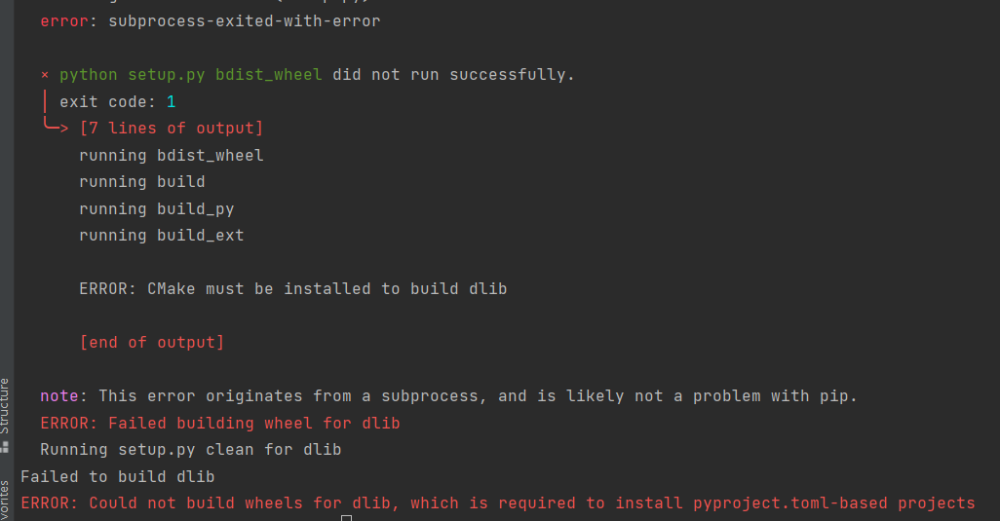 error: subprocess-exited-with-error
× python setup.py bdist_wheel did not run successfully.
│ exit code: 1
╰─> [7 lines of output]
running bdist_wheel
running build
running build_py
running build_ext
ERROR: CMake must be installed to build dlib
[end of output]
note: This error originates from a subprocess, and is likely not a problem with pip.
ERROR: Failed building wheel for dlib
Running setup.py clean for dlib
Failed to build dlib
ERROR: Could not build wheels for dlib, which is required to install pyproject.toml-based projects
Structure
vorites